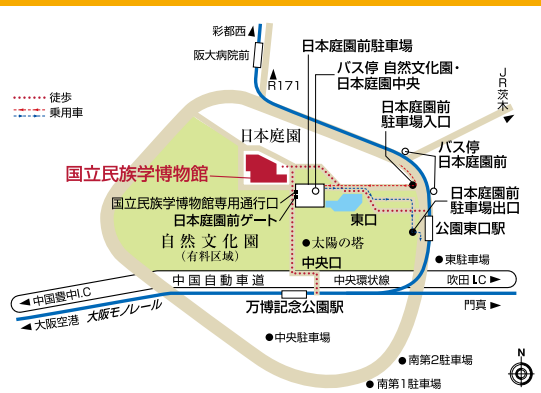 彩都西
阪大病院前
R171
日本庭園前駐車場
バス停 自然文化園・
日本庭園中央
JR茨木
徒歩
乗用車
日本庭園前
駐車場入口
日本庭園
バス停
日本庭園前
国立民族学博物館
国立民族学博物館専用通行口
日本庭園前ゲート
日本庭園前
駐車場出口
東口
公園東口駅
自然文化園
(有料区域)
太陽の塔
中央口
東駐車場
中国自動車道
中央環状線
吹田I.C
中国豊中I.C
大阪空港
大阪モノレール
万博記念公園駅
門真
中央駐車場
南第2駐車場
南第1駐車場
N